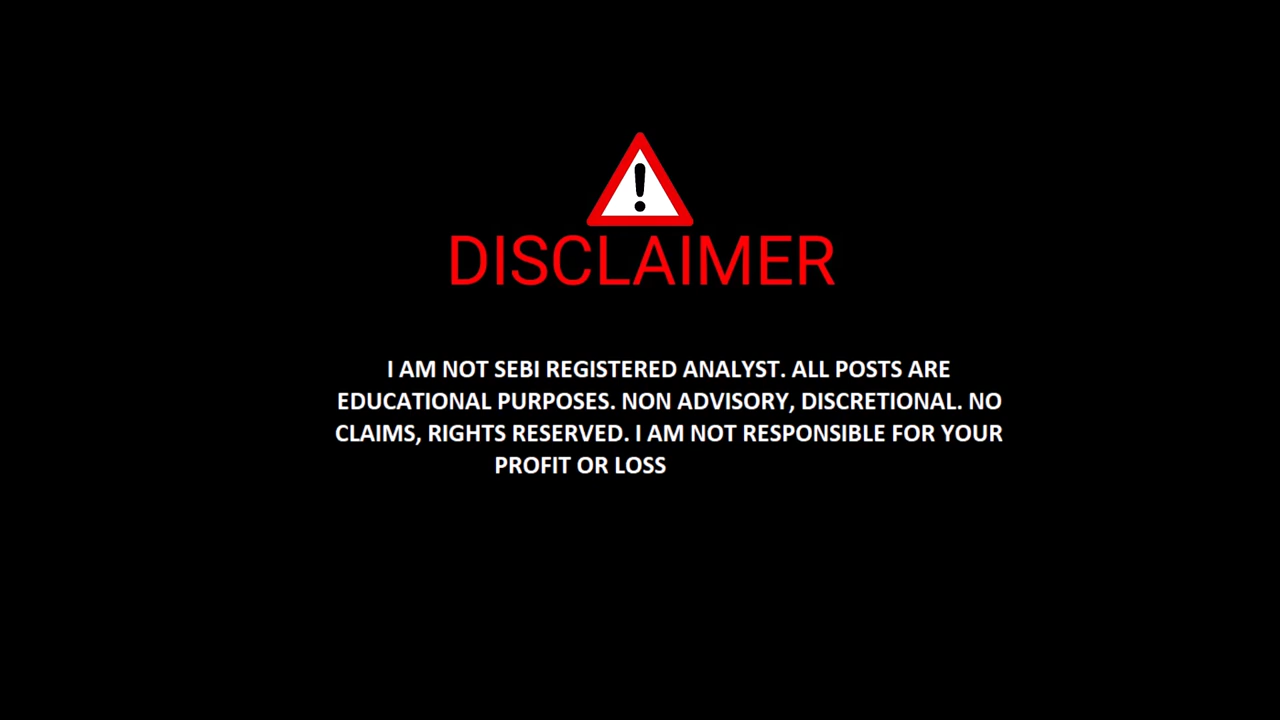 DISCLAIMER
I AM NOT SEBI REGISTERED ANALYST. ALL POSTS ARE
EDUCATIONAL PURPOSES. NON ADVISORY, DISCRETIONAL. NO
CLAIMS, RIGHTS RESERVED. I AM NOT RESPONSIBLE FOR YOUR
PROFIT OR LOSS